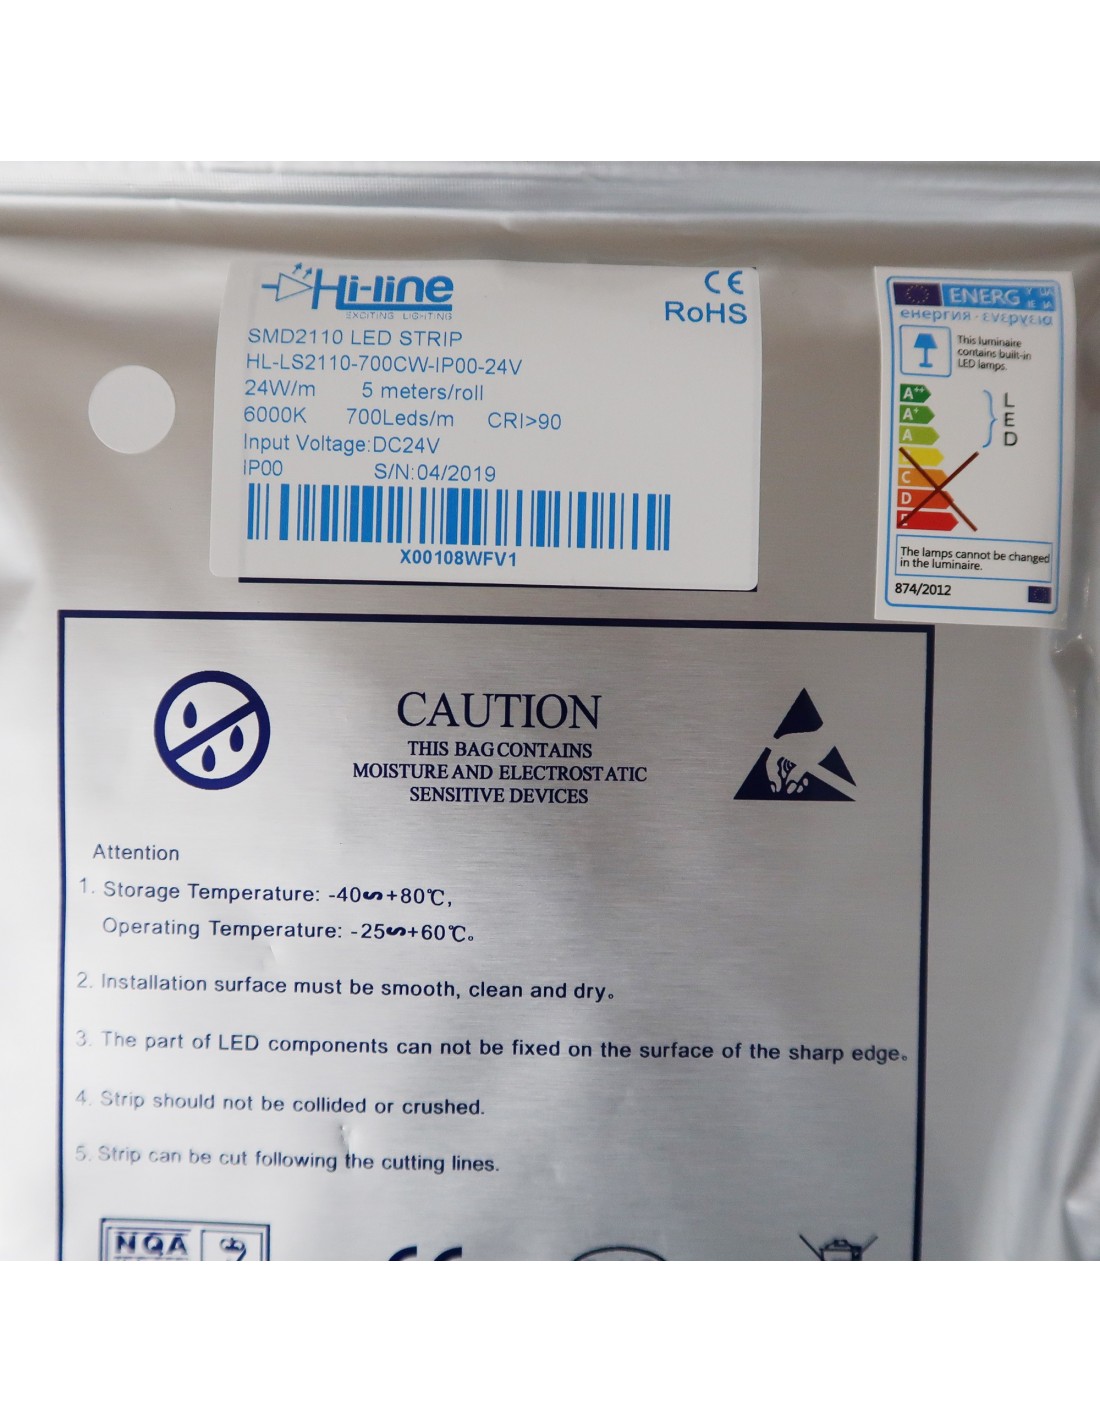 Hi-line
EXCITING LIGHTING
CE
RoHS
SMD2110 LED STRIP
HL-LS2110-700CW-IP00-24V
24W/m 5 meters/roll
6000K 700Leds/m CRI>90
Input Voltage:DC24V
IP00 S/N:04/2019
X00108WFV1
ENERG
енергия · ενεργεια
This luminaire
contains built-in
LED lamps.
A++
A+
A
C
D
E
L
E
D
The lamps cannot be changed
in the luminaire.
874/2012
CAUTION
THIS BAG CONTAINS
MOISTURE AND ELECTROSTATIC
SENSITIVE DEVICES
Attention
1. Storage Temperature: -40∽+80℃,
Operating Temperature: -25∽+60℃。
2. Installation surface must be smooth, clean and dry。
3. The part of LED components can not be fixed on the surface of the sharp edge。
4. Strip should not be collided or crushed.
5. Strip can be cut following the cutting lines.
NQA
CE